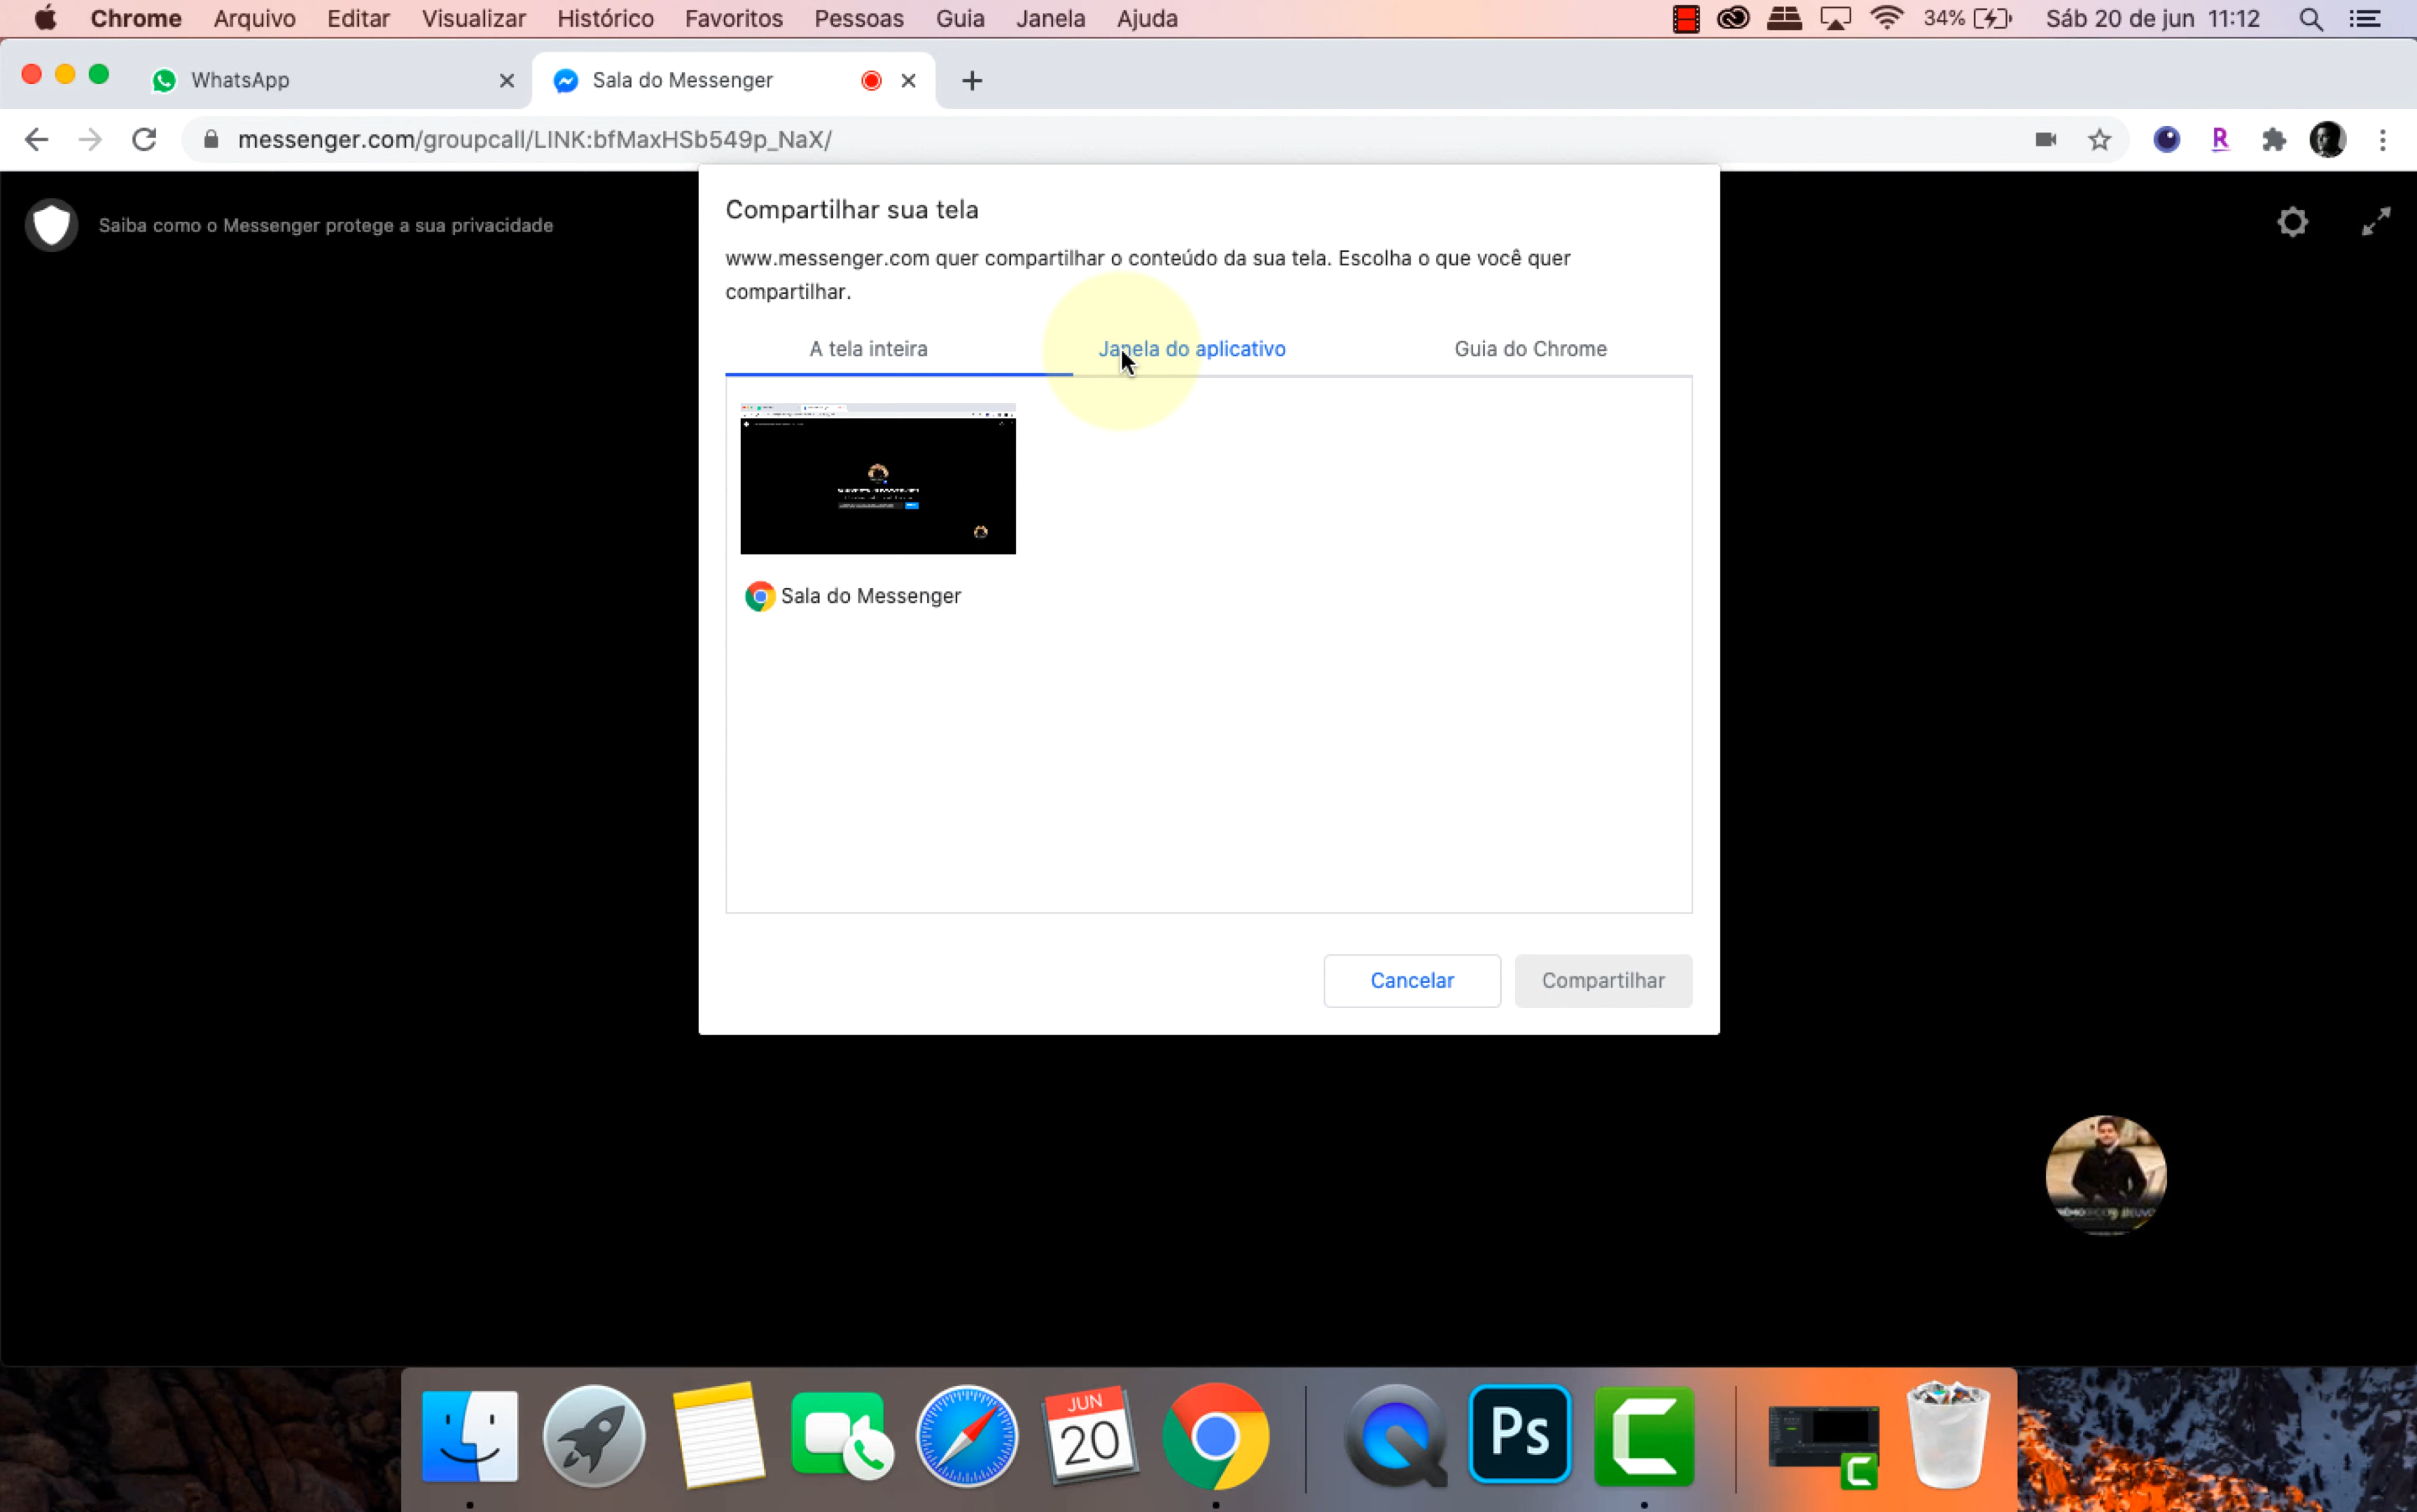 Chrome Arquivo Editar Visualizar Histórico Favoritos Pessoas Guia Janela Ajuda 34% Sáb 20 de jun 11:12
WhatsApp Sala do Messenger
messenger.com/groupcall/LINK:bfMaxHSb549p_NaX/ R
Saiba como o Messenger protege a sua privacidade
Compartilhar sua tela
www.messenger.com quer compartilhar o conteúdo da sua tela. Escolha o que você quer
compartilhar.
A tela inteira Janela do aplicativo Guia do Chrome
Sala do Messenger
Cancelar Compartilhar
JUN
20
Ps